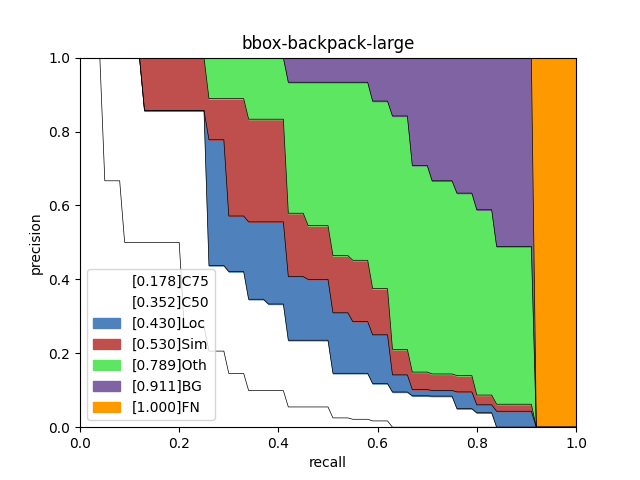 bbox-backpack-large
1.0
0.8
0.6
0.4
0.2
0.0
precision
[0.178]C75
[0.352]C50
[0.430]Loc
[0.530]Sim
[0.789]Oth
[0.911]BG
[1.000]FN
0.0 0.2 0.4 0.6 0.8 1.0
recall